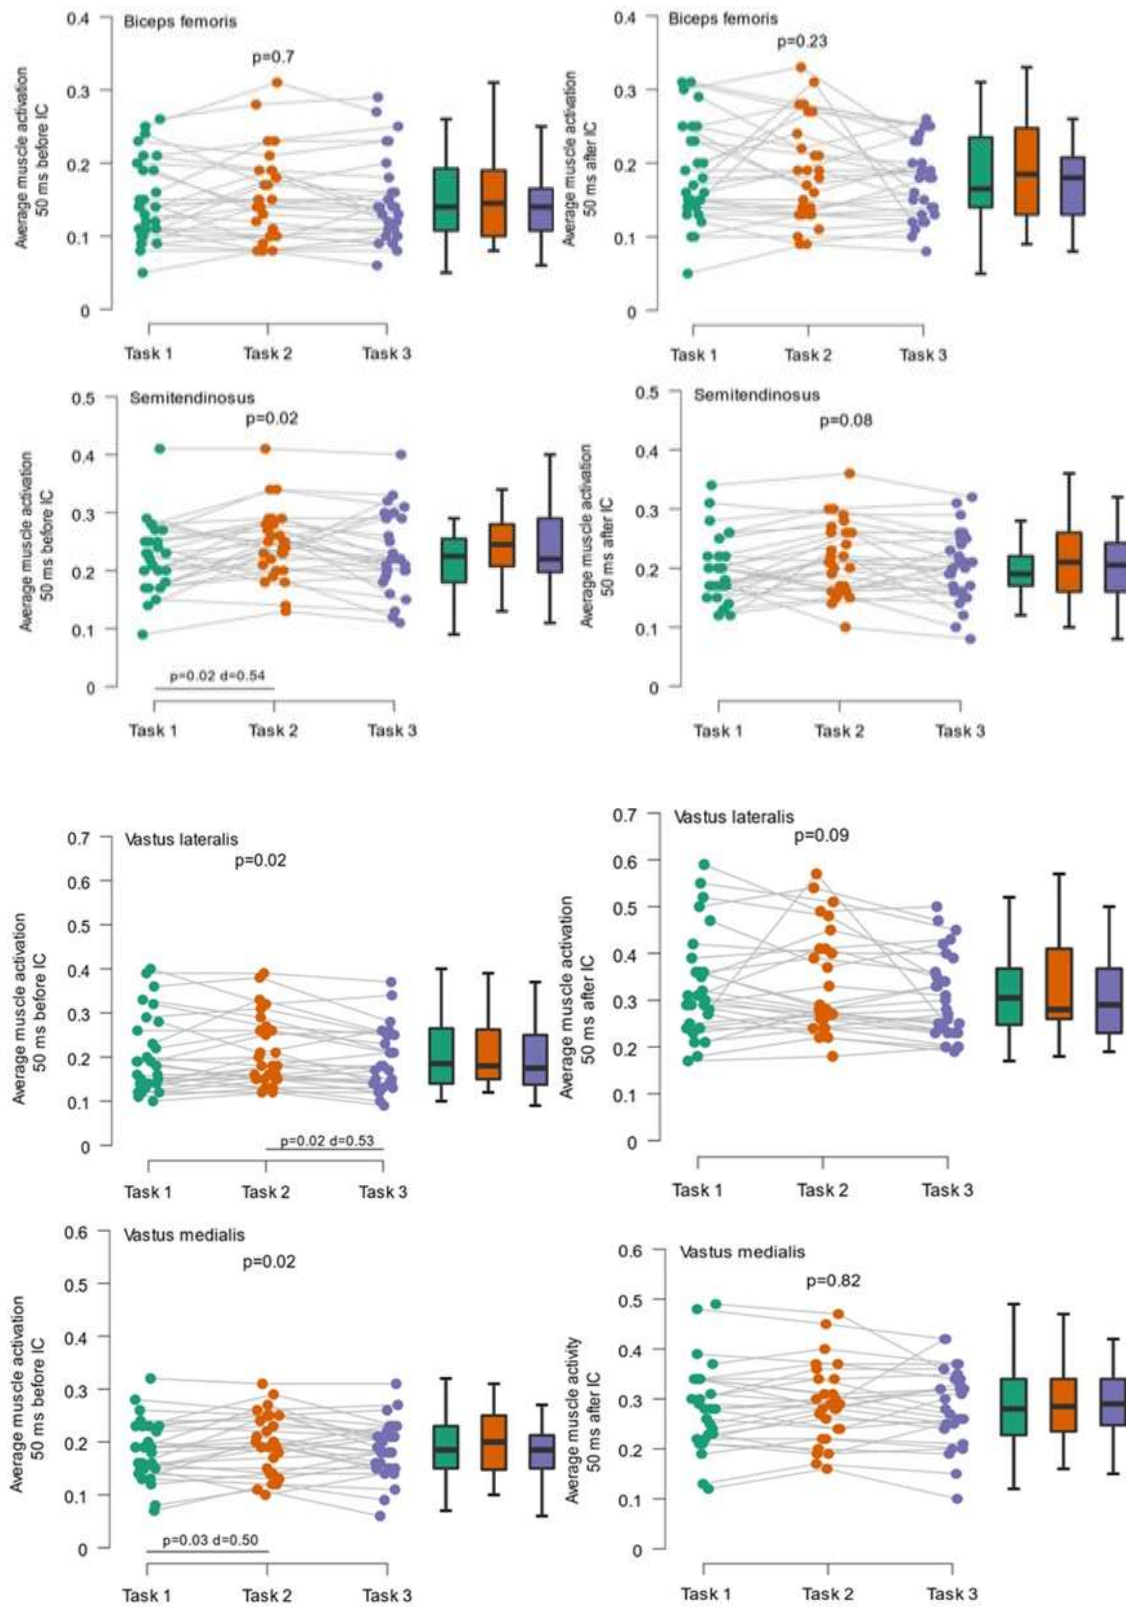 Biceps femoris
p=0.7
Average muscle activation
50 ms before IC
0.4
0.3
0.2
0.1
0
Task 1
Task 2
Task 3
Biceps femoris
p=0.23
Average muscle activation
50 ms after IC
0.4
0.3
0.2
0.1
0
Task 1
Task 2
Task 3
Semitendinosus
p=0.02
Average muscle activation
50 ms before IC
0.5
0.4
0.3
0.2
0.1
0
p=0.02 d=0.54
Task 1
Task 2
Task 3
Semitendinosus
p=0.08
Average muscle activation
50 ms after IC
0.5
0.4
0.3
0.2
0.1
0
Task 1
Task 2
Task 3
Vastus lateralis
p=0.02
Average muscle activation
50 ms before IC
0.7
0.6
0.5
0.4
0.3
0.2
0.1
0
p=0.02 d=0.53
Task 1
Task 2
Task 3
Vastus lateralis
p=0.09
Average muscle activation
50 ms after IC
0.7
0.6
0.5
0.4
0.3
0.2
0.1
0
Task 1
Task 2
Task 3
Vastus medialis
p=0.02
Average muscle activation
50 ms before IC
0.6
0.5
0.4
0.3
0.2
0.1
0
p=0.03 d=0.50
Task 1
Task 2
Task 3
Vastus medialis
p=0.82
Average muscle activity
50 ms after IC
0.6
0.5
0.4
0.3
0.2
0.1
0
Task 1
Task 2
Task 3